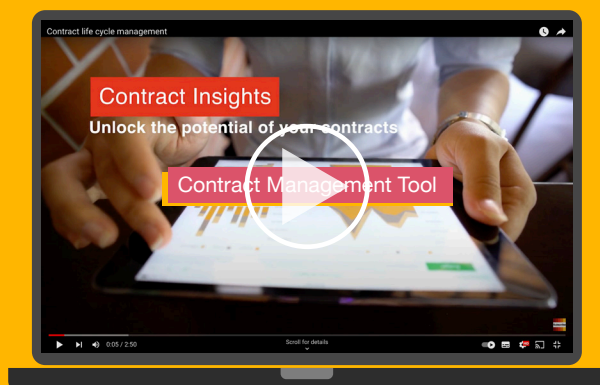 Contract life cycle management
Contract Insights
Unlock the potential of your contracts
Contract Management Tool
Scroll for details
0:05 / 2:50